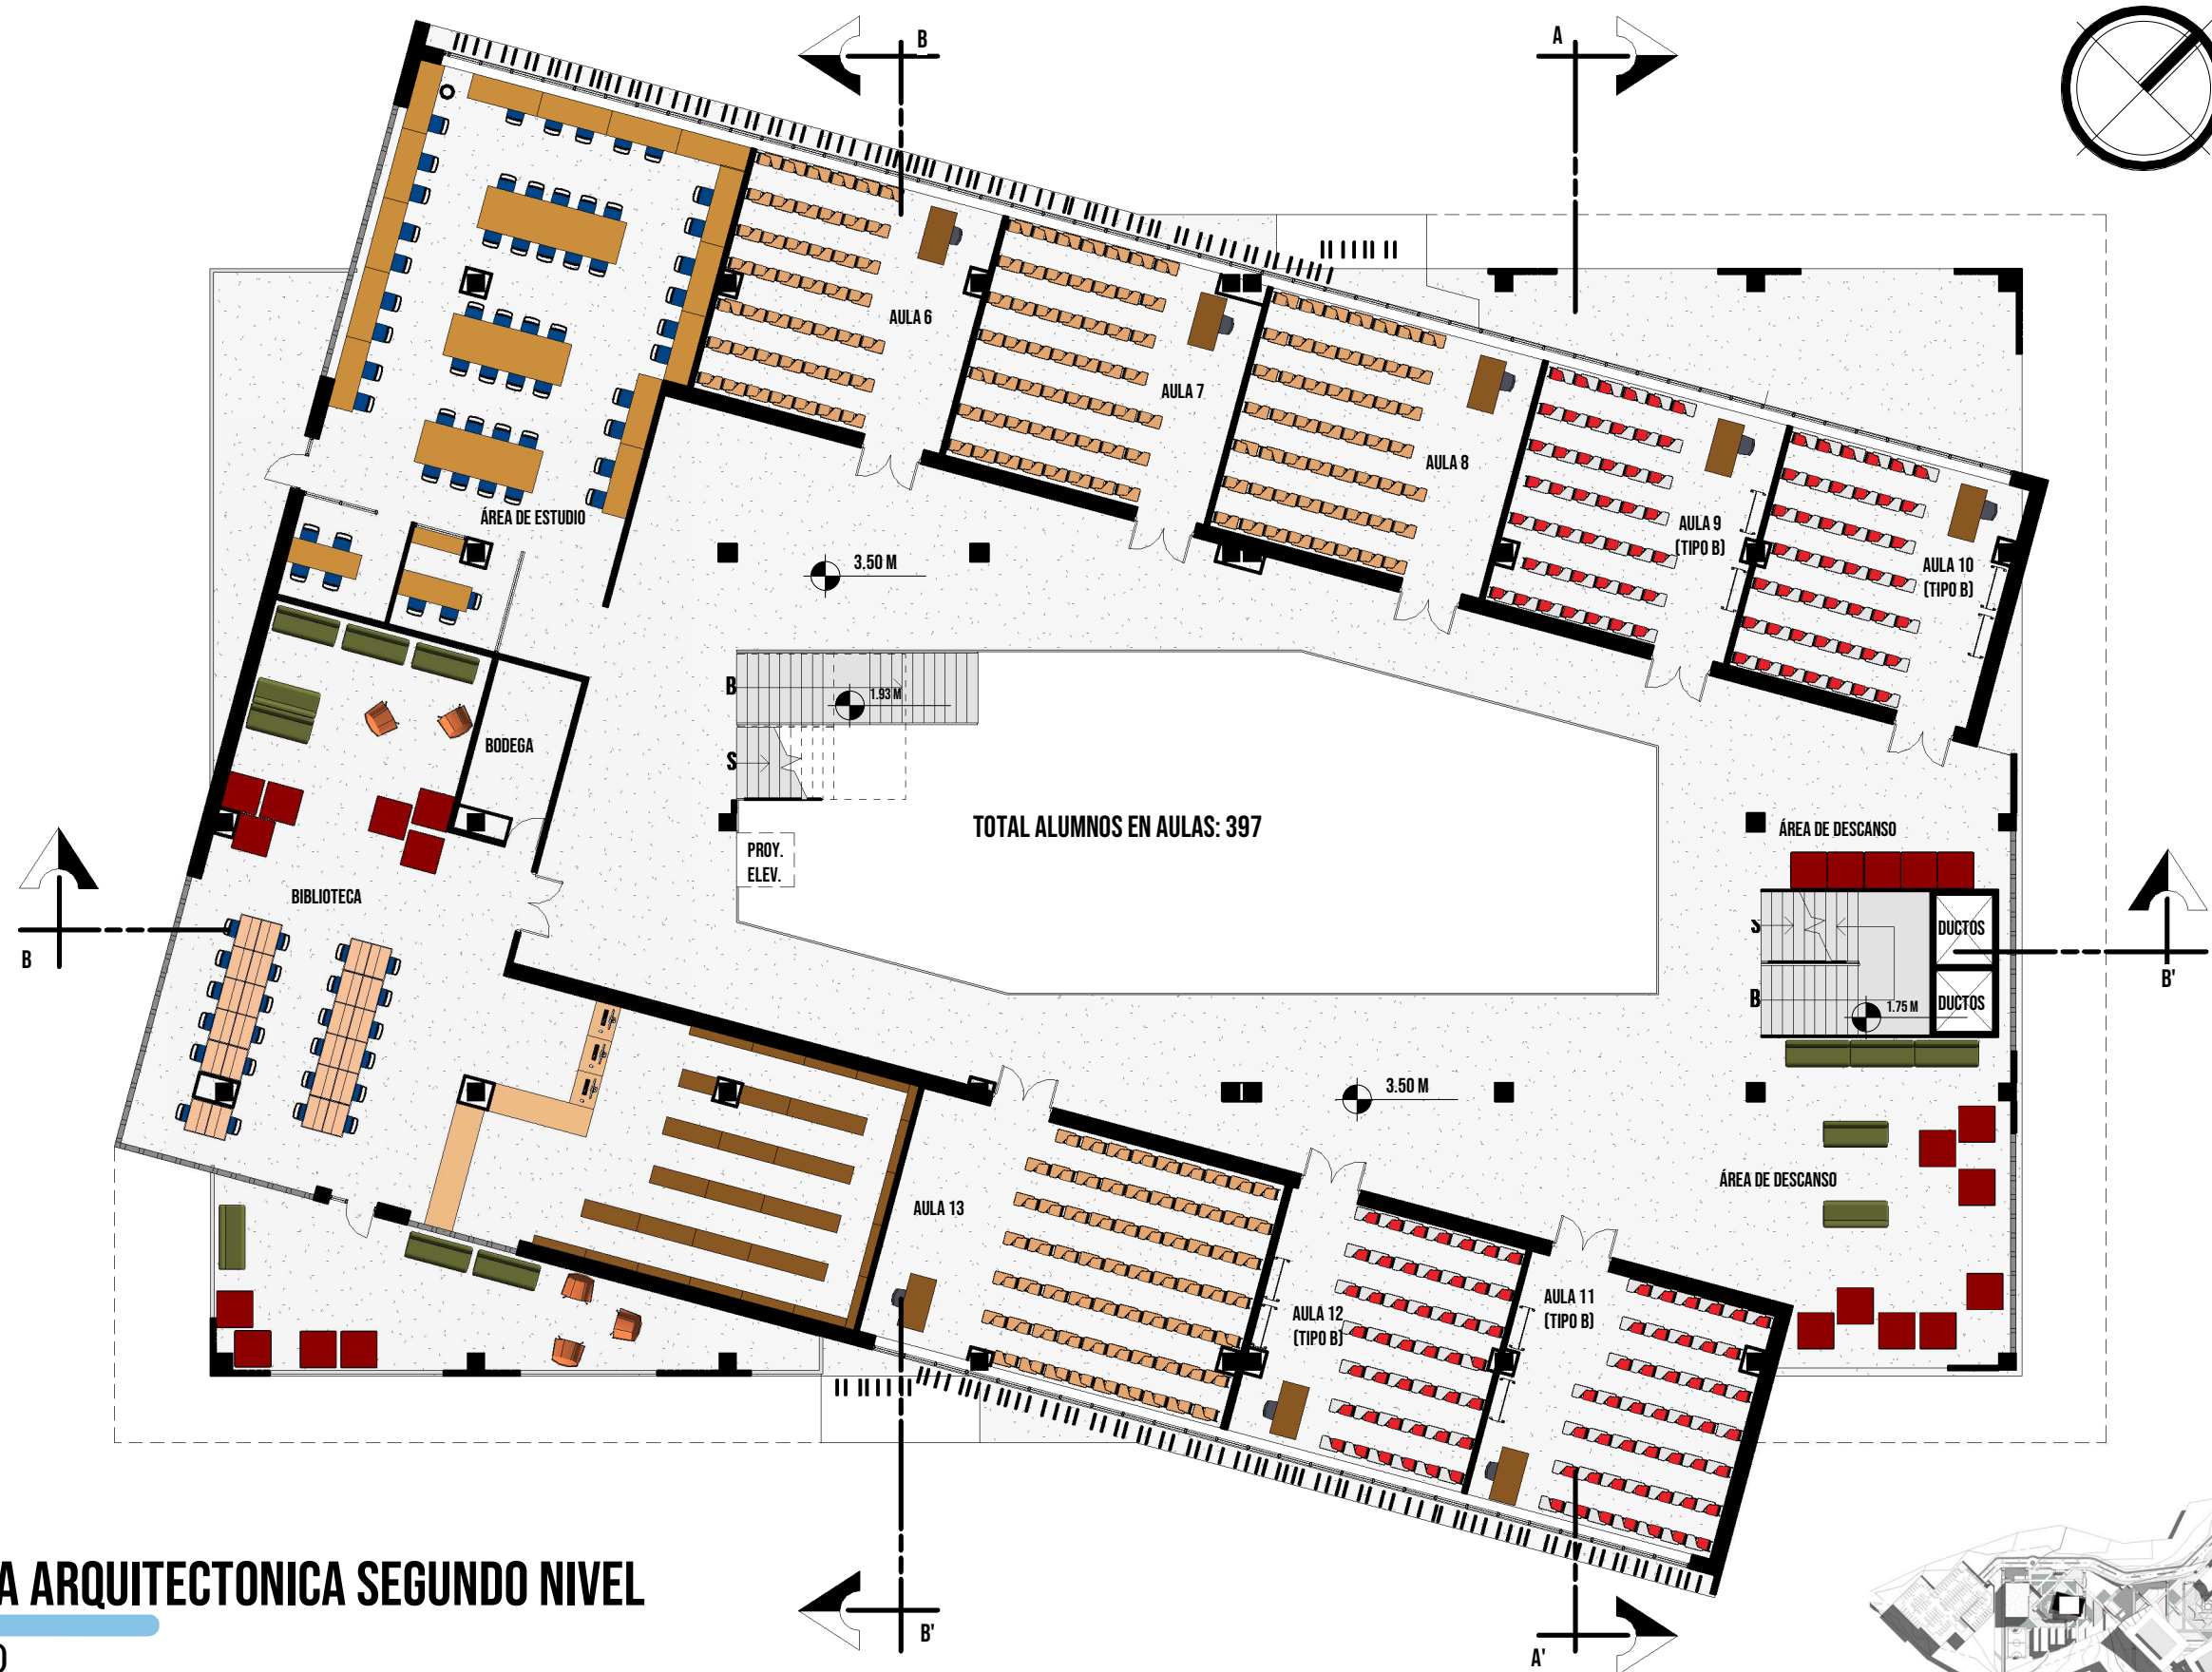 B
A
AULA 6
AULA 7
AULA 8
AULA 9
(TIPO B)
AULA 10
(TIPO B)
ÁREA DE ESTUDIO
3.50 M
B
1.93 M
BODEGA
S
TOTAL ALUMNOS EN AULAS: 397
PROY.
ELEV.
ÁREA DE DESCANSO
BIBLIOTECA
B
S
DUCTOS
B'
B
1.75 M
DUCTOS
3.50 M
ÁREA DE DESCANSO
AULA 13
AULA 12
(TIPO B)
AULA 11
(TIPO B)
A ARQUITECTONICA SEGUNDO NIVEL
B'
A'